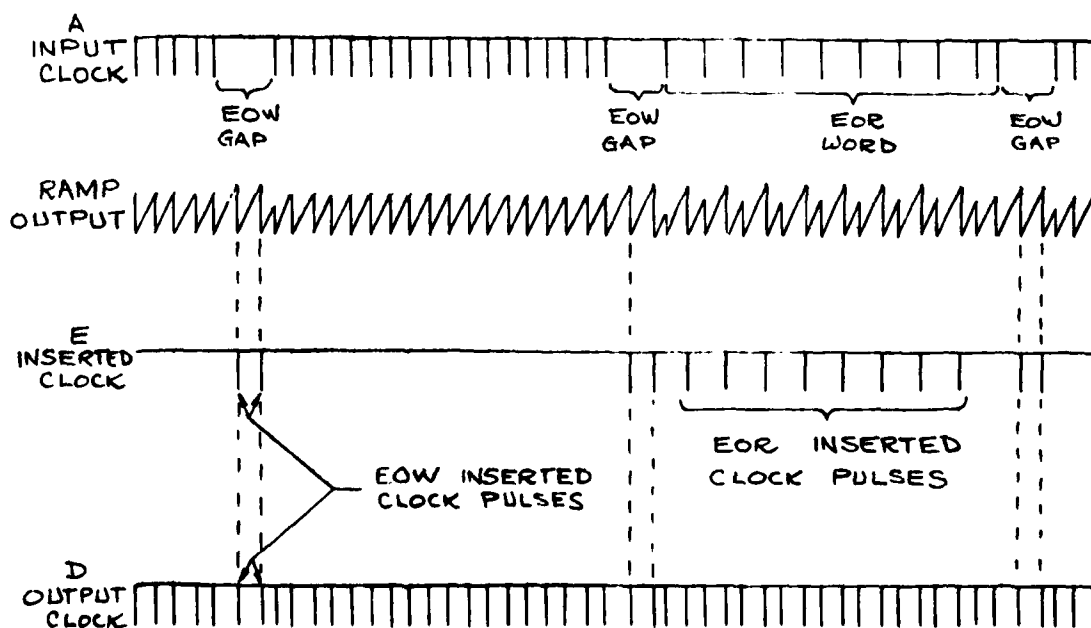 A
INPUT
CLOCK
EOW
GAP
EOW
GAP
EOR
WORD
EOW
GAP
RAMP
OUTPUT
E
INSERTED
CLOCK
EOR INSERTED
CLOCK PULSES
EOW INSERTED
CLOCK PULSES
D
OUTPUT
CLOCK